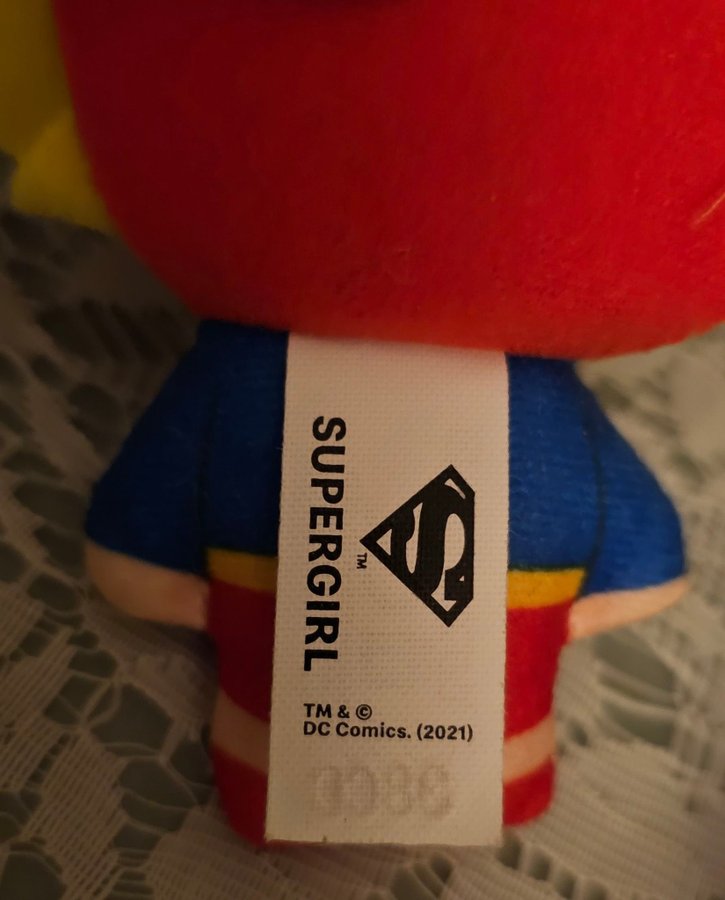 SUPERGIRL
TM
TM & ©
DC Comics. (2021)